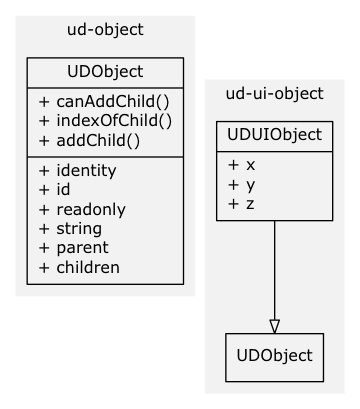 ud-object
UDObject
+ canAddChild()
+ indexOfChild()
+ addChild()
+ identity
+ id
+ readonly
+ string
+ parent
+ children
ud-ui-object
UDUIObject
+ x
+ y
+ z
UDObject